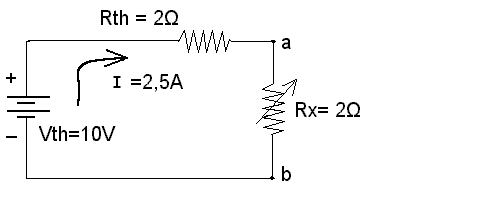 Rth = 2Ω
a
+
I =2,5A
Rx= 2Ω
– Vth=10V
b